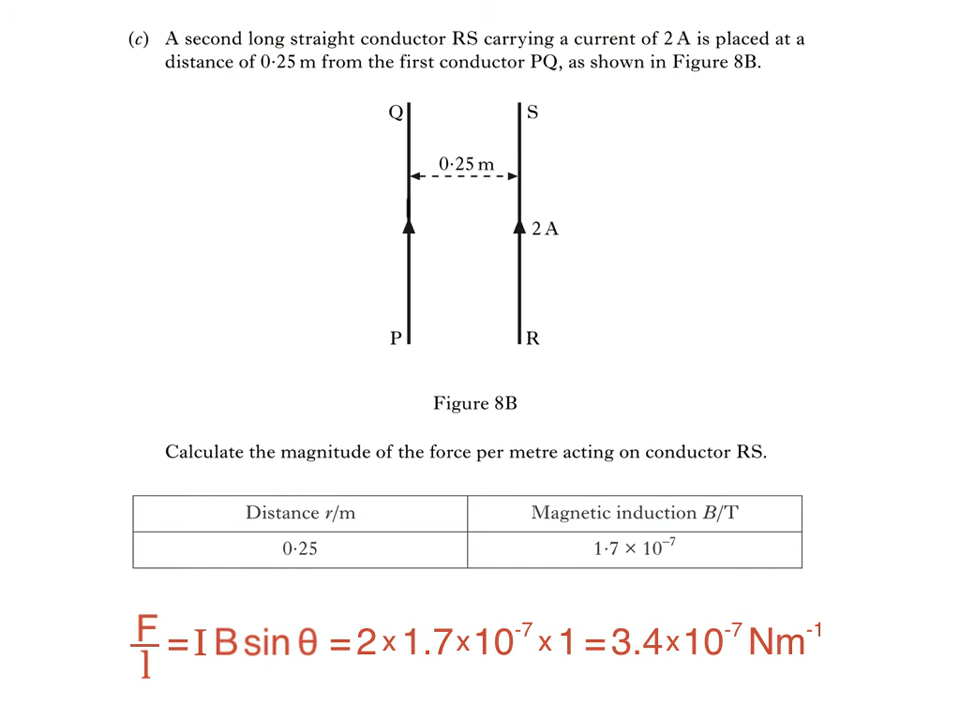 (c) A second long straight conductor RS carrying a current of 2 A is placed at a
distance of 0·25 m from the first conductor PQ, as shown in Figure 8B.
Q S
0·25 m
2 A
P R
Figure 8B
Calculate the magnitude of the force per metre acting on conductor RS.
Distance r/m Magnetic induction B/T
0·25 1·7 × 10⁻⁷
F/l = I B sin θ = 2 × 1.7 × 10⁻⁷ × 1 = 3.4 × 10⁻⁷ Nm⁻¹